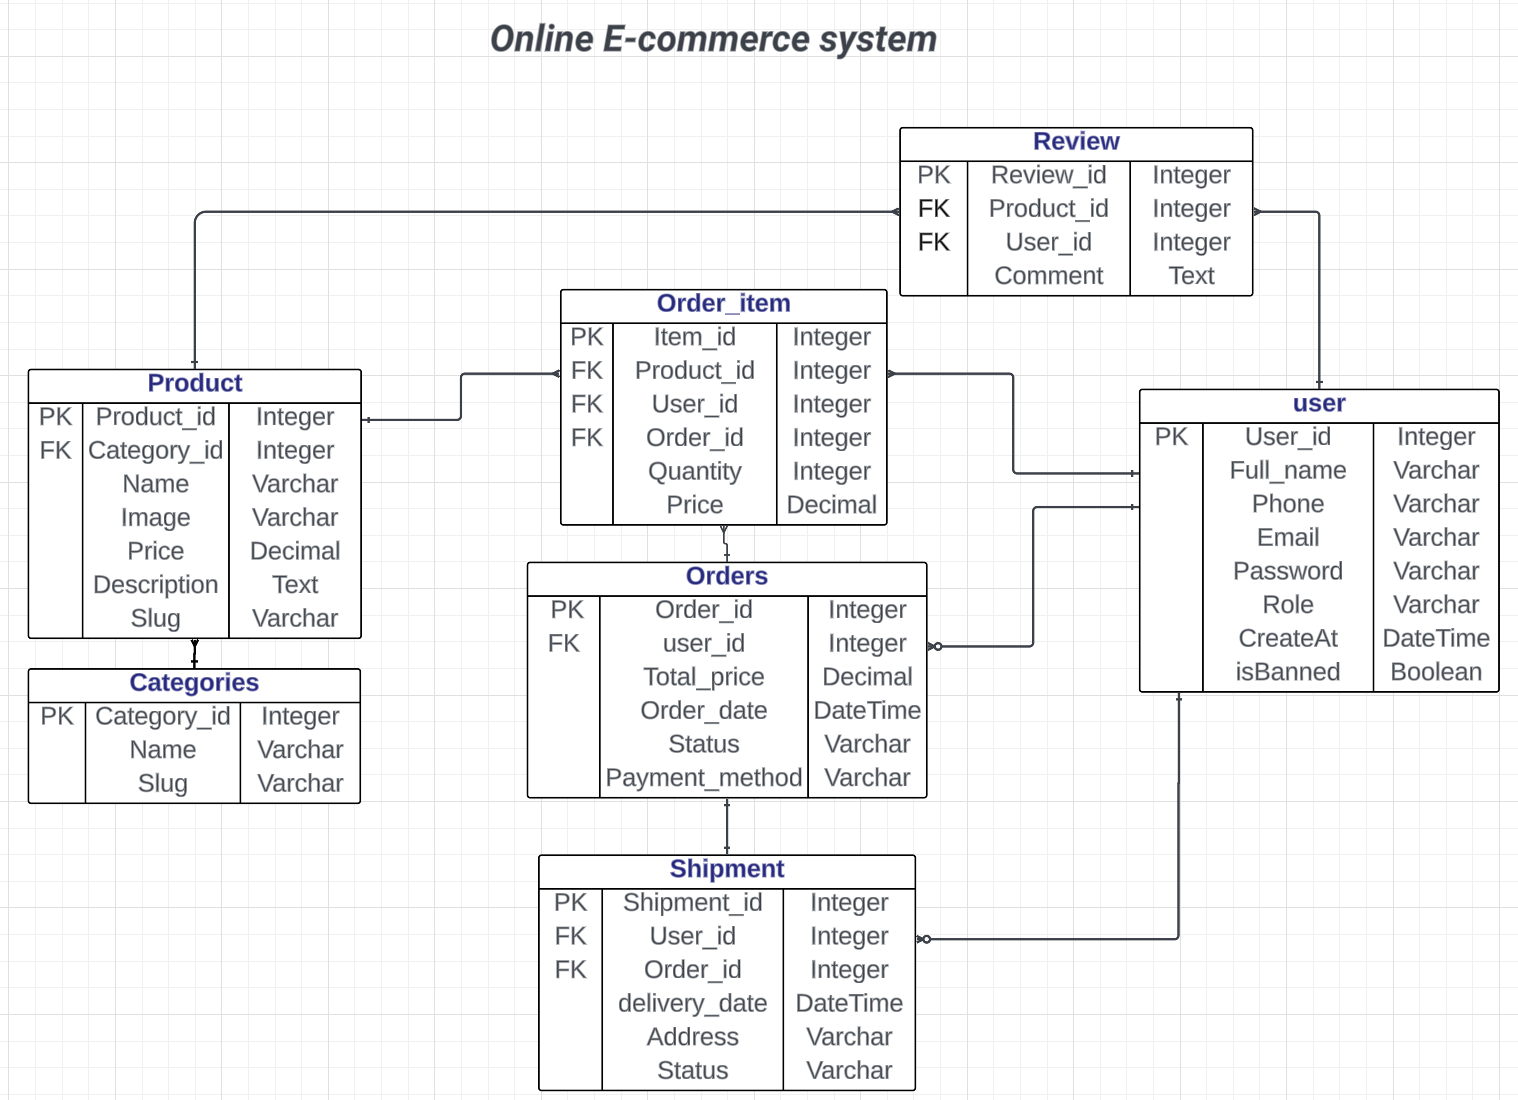 Online E-commerce system
Review
PK Review_id Integer
FK Product_id Integer
FK User_id Integer
Comment Text
Order_item
PK Item_id Integer
FK Product_id Integer
FK User_id Integer
FK Order_id Integer
Quantity Integer
Price Decimal
Product
PK Product_id Integer
FK Category_id Integer
Name Varchar
Image Varchar
Price Decimal
Description Text
Slug Varchar
user
PK User_id Integer
Full_name Varchar
Phone Varchar
Email Varchar
Password Varchar
Role Varchar
CreateAt DateTime
isBanned Boolean
Orders
PK Order_id Integer
FK user_id Integer
Total_price Decimal
Order_date DateTime
Status Varchar
Payment_method Varchar
Categories
PK Category_id Integer
Name Varchar
Slug Varchar
Shipment
PK Shipment_id Integer
FK User_id Integer
FK Order_id Integer
delivery_date DateTime
Address Varchar
Status Varchar